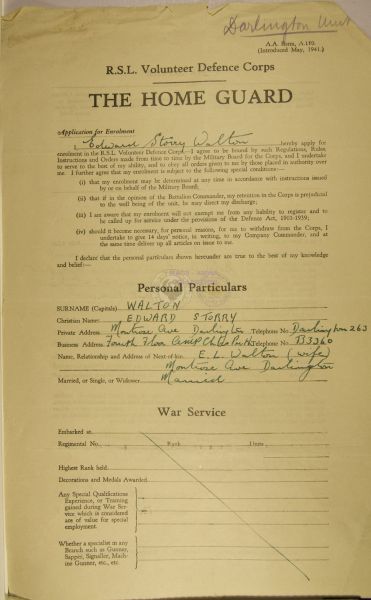 Darlington Unit
A.A. Form, A.192.
(Introduced May, 1941.)
R.S.L. Volunteer Defence Corps
THE HOME GUARD
Application for Enrolment
I, Edward Storry Walton hereby apply for
enrolment in the R.S.L. Volunteer Defence Corps. I agree to be bound by such Regulations, Rules,
Instructions and Orders made from time to time by the Military Board for the Corps, and I undertake
to serve to the best of my ability, and to obey all orders given to me by those placed in authority over
me. I further agree that my enrolment is subject to the following special conditions:—
(i) that my enrolment may be determined at any time in accordance with instructions issued
by or on behalf of the Military Board;
(ii) that if in the opinion of the Battalion Commander, my retention in the Corps is prejudicial
to the well being of the unit, he may direct my discharge;
(iii) I am aware that my enrolment will not exempt me from any liability to register and to
be called up for service under the provisions of the Defence Act, 1903-1939;
(iv) should it become necessary, for personal reasons, for me to withdraw from the Corps, I
undertake to give 14 days' notice, in writing, to my Company Commander, and at
the same time deliver up all articles on issue to me.
I declare that the personal particulars shown hereunder are true to the best of my knowledge
and belief:—
Personal Particulars
SURNAME (Capitals) WALTON
Christian Name: EDWARD STORRY
Private Address: Montrose Ave Darlington Telephone No. Darlington 263
Business Address: Fourth Floor Telephone No. B3360
Name, Relationship and Address of Next-of-kin: E. L. Walton (wife)
Montrose Ave Darlington
Married, or Single, or Widower Married
War Service
Embarked at
Regimental No. Rank Unit
Highest Rank held
Decorations and Medals Awarded
Any Special Qualifications
Experience, or Training
gained during War Ser-
vice which is considered
are of value for special
employment
Whether a specialist in any
Branch such as Gunner,
Sapper, Signaller, Mach-
ine Gunner, etc., etc